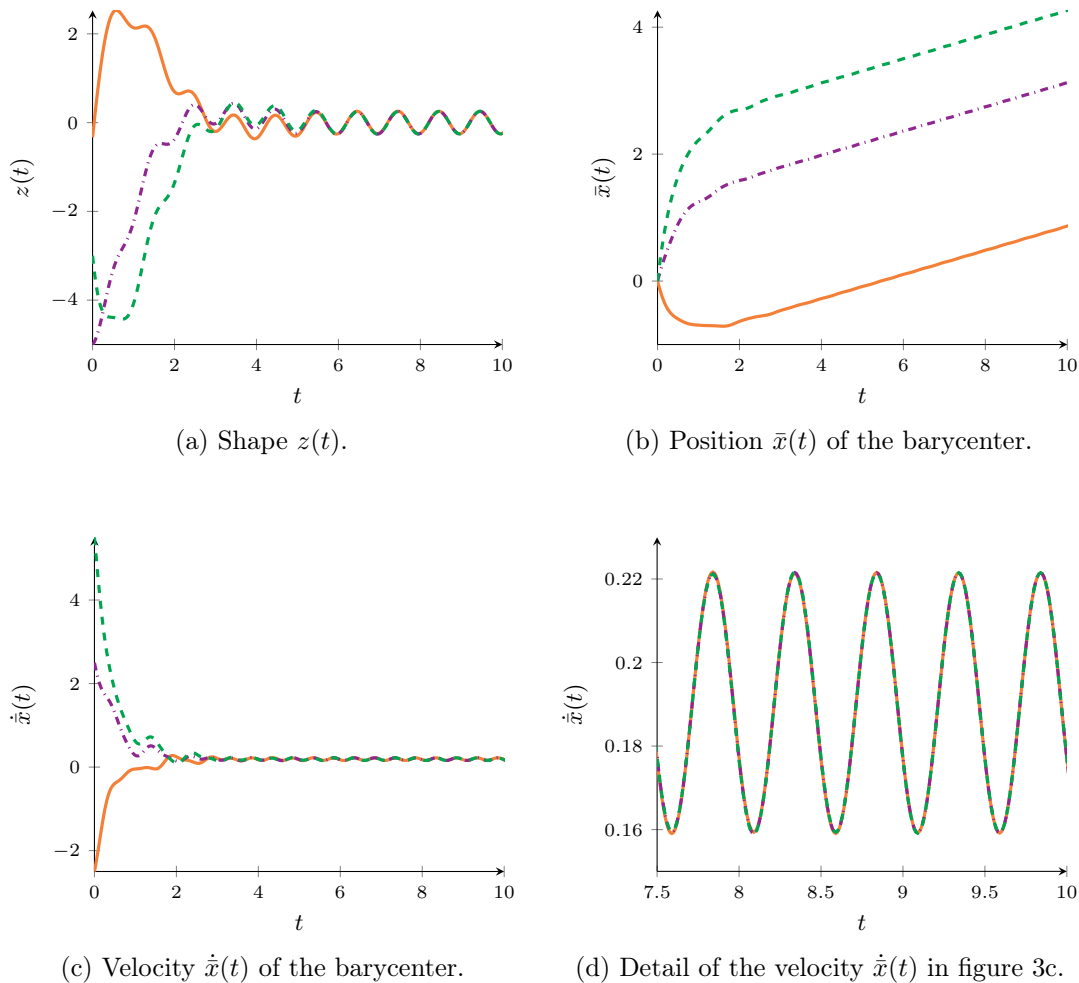 2
0
−2
−4
0 2 4 6 8 10
t
z(t)
(a) Shape z(t).
4
2
0
0 2 4 6 8 10
t
x̄(t)
(b) Position x̄(t) of the barycenter.
4
2
0
−2
0 2 4 6 8 10
t
ẋ̄(t)
(c) Velocity ẋ̄(t) of the barycenter.
0.22
0.2
0.18
0.16
7.5 8 8.5 9 9.5 10
t
ẋ̄(t)
(d) Detail of the velocity ẋ̄(t) in figure 3c.